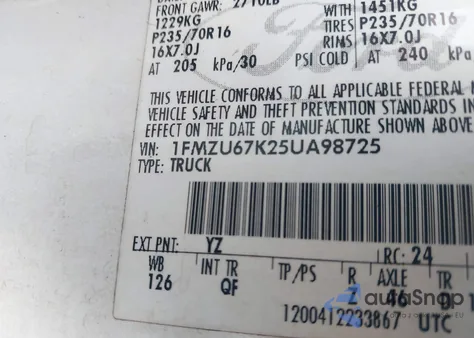 FRONT GAWR: 2710LB
1229KG
P235/70R16
16X7.0J
AT 205 kPa/30
WITH 1451KG
TIRES P235/70R16
RIMS 16X7.0J
PSI COLD AT 240 kPa
Ford
THIS VEHICLE CONFORMS TO ALL APPLICABLE FEDERAL
VEHICLE SAFETY AND THEFT PREVENTION STANDARDS
EFFECT ON THE DATE OF MANUFACTURE SHOWN ABOVE
VIN: 1FMZU67K25UA98725
TYPE: TRUCK
EXT PNT: YZ RC: 24
WB INT TR TP/PS R AXLE TR
126 QF Z 46 D
1200412233867 UTC
autoSnap